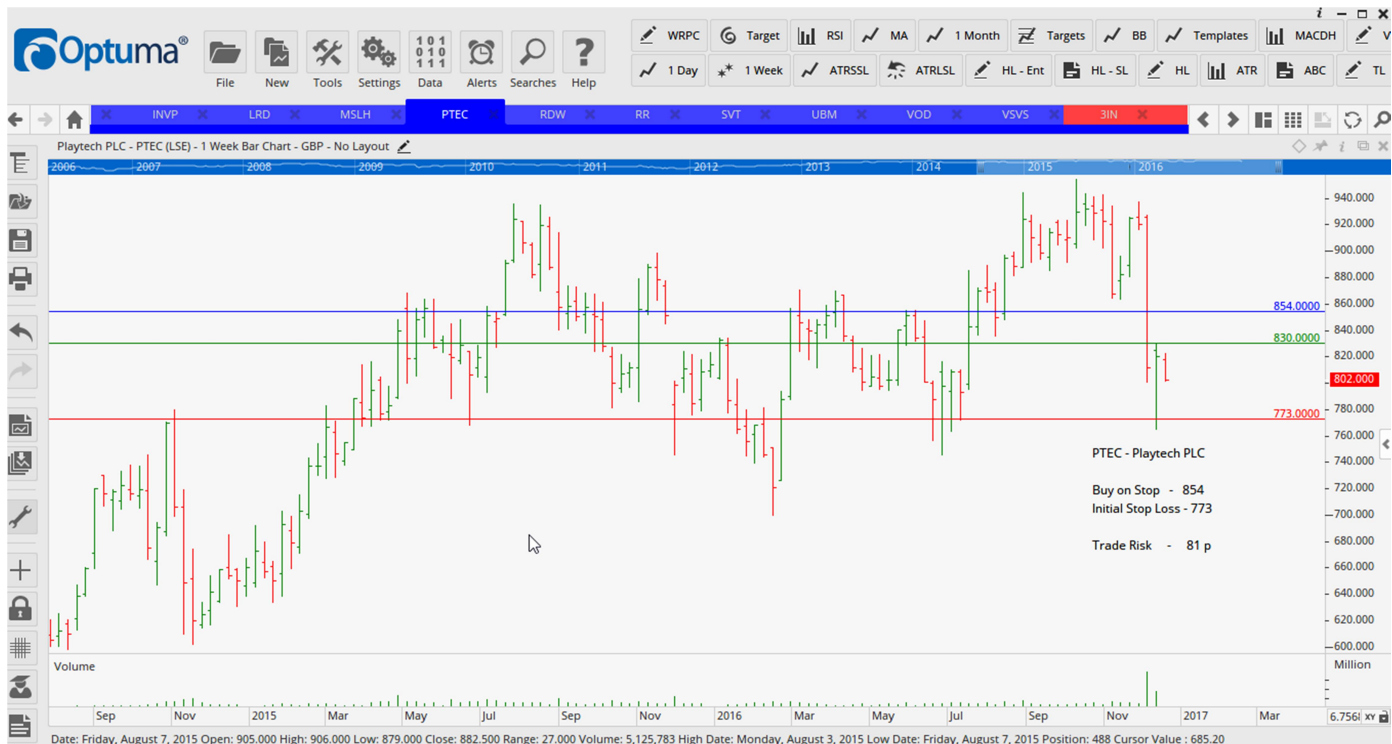 Optuma®
File
New
Tools
Settings
Data
Alerts
Searches
Help
WRPC
Target
RSI
MA
1 Month
Targets
BB
Templates
MACDH
1 Day
1 Week
ATRSSL
ATRLSL
HL - Ent
HL - SL
HL
ATR
ABC
TL
INVP
LRD
MSLH
PTEC
RDW
RR
SVT
UBM
VOD
VSVS
3IN
Playtech PLC - PTEC (LSE) - 1 Week Bar Chart - GBP - No Layout
2006 2007 2008 2009 2010 2011 2012 2013 2014 2015 2016
940.000
920.000
900.000
880.000
860.000
854.0000
840.000
830.0000
820.000
802.000
780.000
773.0000
760.000
740.000
720.000
700.000
680.000
660.000
640.000
620.000
600.000
PTEC - Playtech PLC
Buy on Stop - 854
Initial Stop Loss - 773
Trade Risk - 81 p
Volume
Million
Sep Nov 2015 Mar May Jul Sep Nov 2016 Mar May Jul Sep Nov 2017 Mar
XY
Date: Friday, August 7, 2015 Open: 905.000 High: 906.000 Low: 879.000 Close: 882.500 Range: 27.000 Volume: 5,125,783 High Date: Monday, August 3, 2015 Low Date: Friday, August 7, 2015 Position: 488 Cursor Value : 685.20